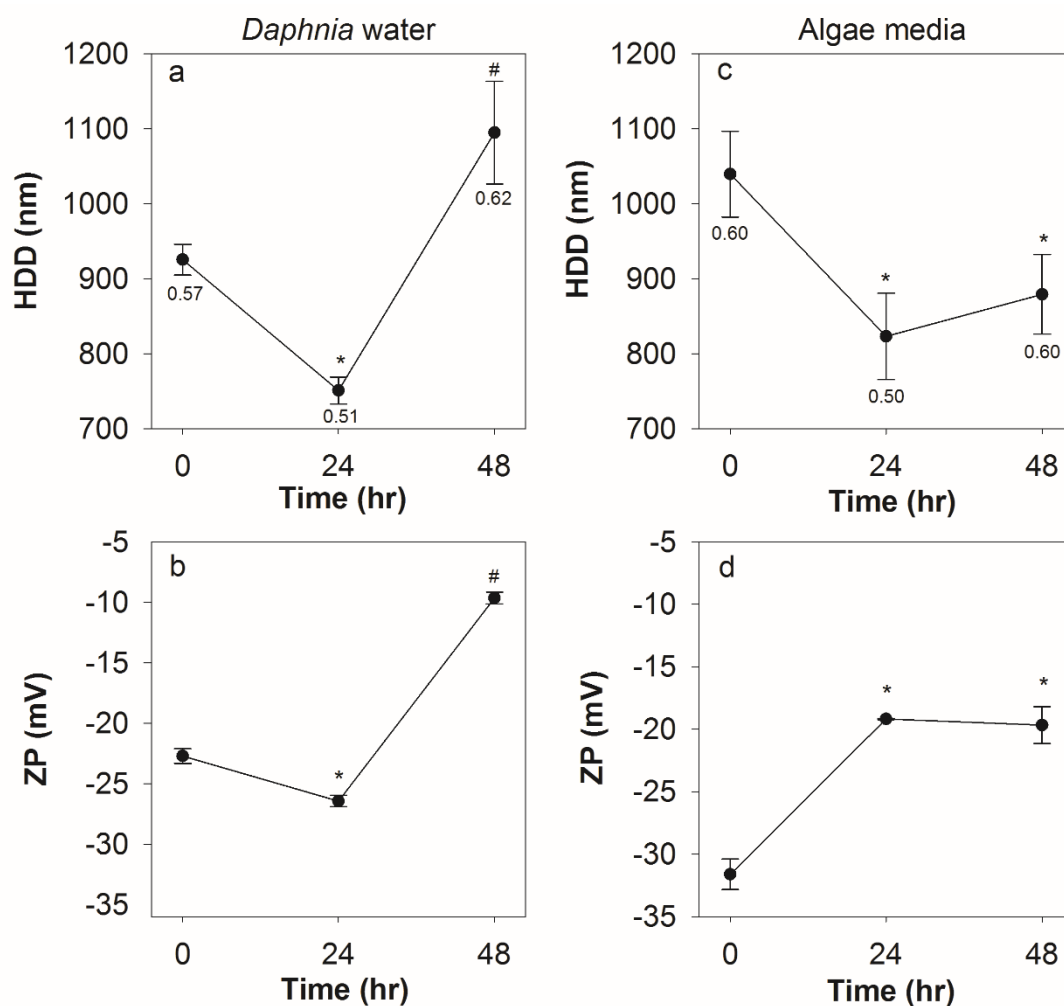 Daphnia water
a
HDD (nm)
1200
1100
1000
900
800
700
0.57
*
0.51
#
0.62
0 24 48
Time (hr)
Algae media
c
HDD (nm)
1200
1100
1000
900
800
700
0.60
*
0.50
*
0.60
0 24 48
Time (hr)
b
ZP (mV)
-5
-10
-15
-20
-25
-30
-35
*
#
0 24 48
Time (hr)
d
ZP (mV)
-5
-10
-15
-20
-25
-30
-35
*
*
0 24 48
Time (hr)